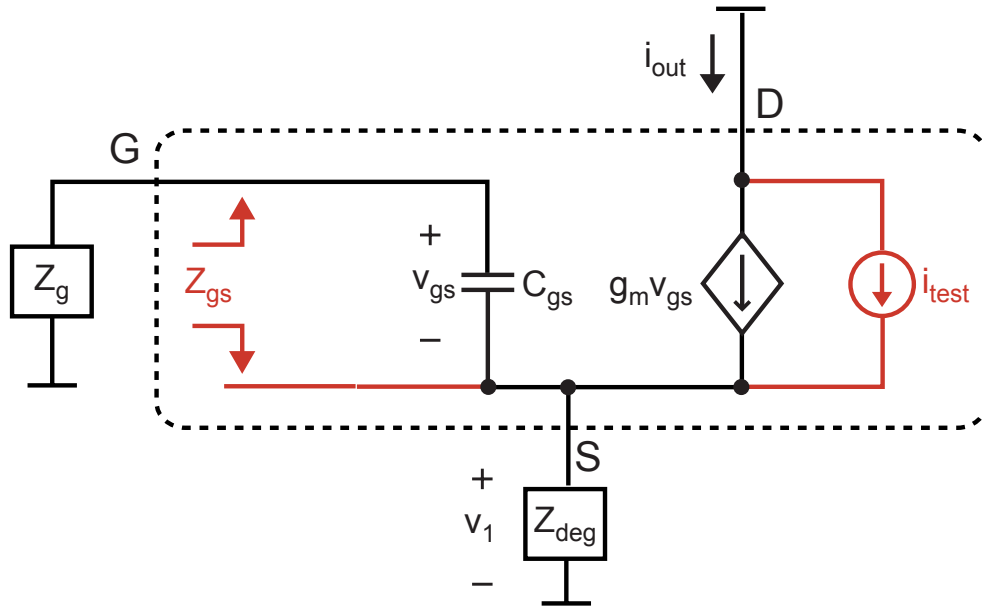 i_out
D
G
Z_g
Z_gs
+
v_gs
–
C_gs
g_m v_gs
i_test
S
+
v_1
–
Z_deg